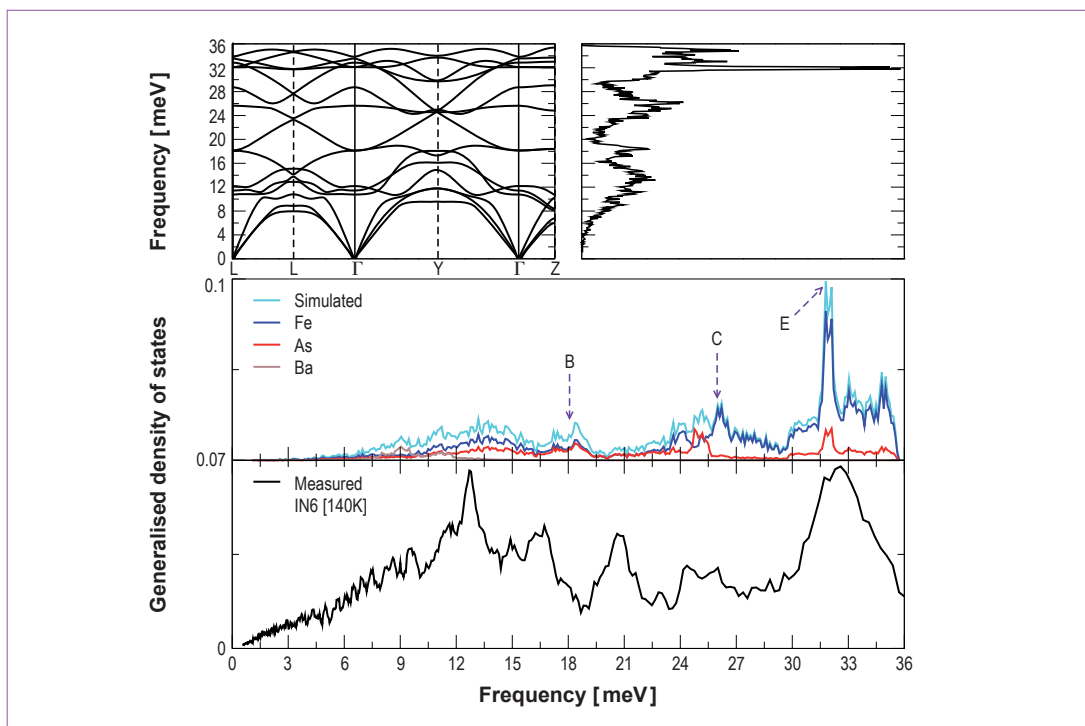 Frequency [meV]
36
32
28
24
20
16
12
8
4
0
L L Γ Y Γ Z
Generalised density of states
0.1
Simulated
Fe
As
Ba
B
C
E
0.07
Measured
IN6 [140K]
0
0 3 6 9 12 15 18 21 24 27 30 33 36
Frequency [meV]